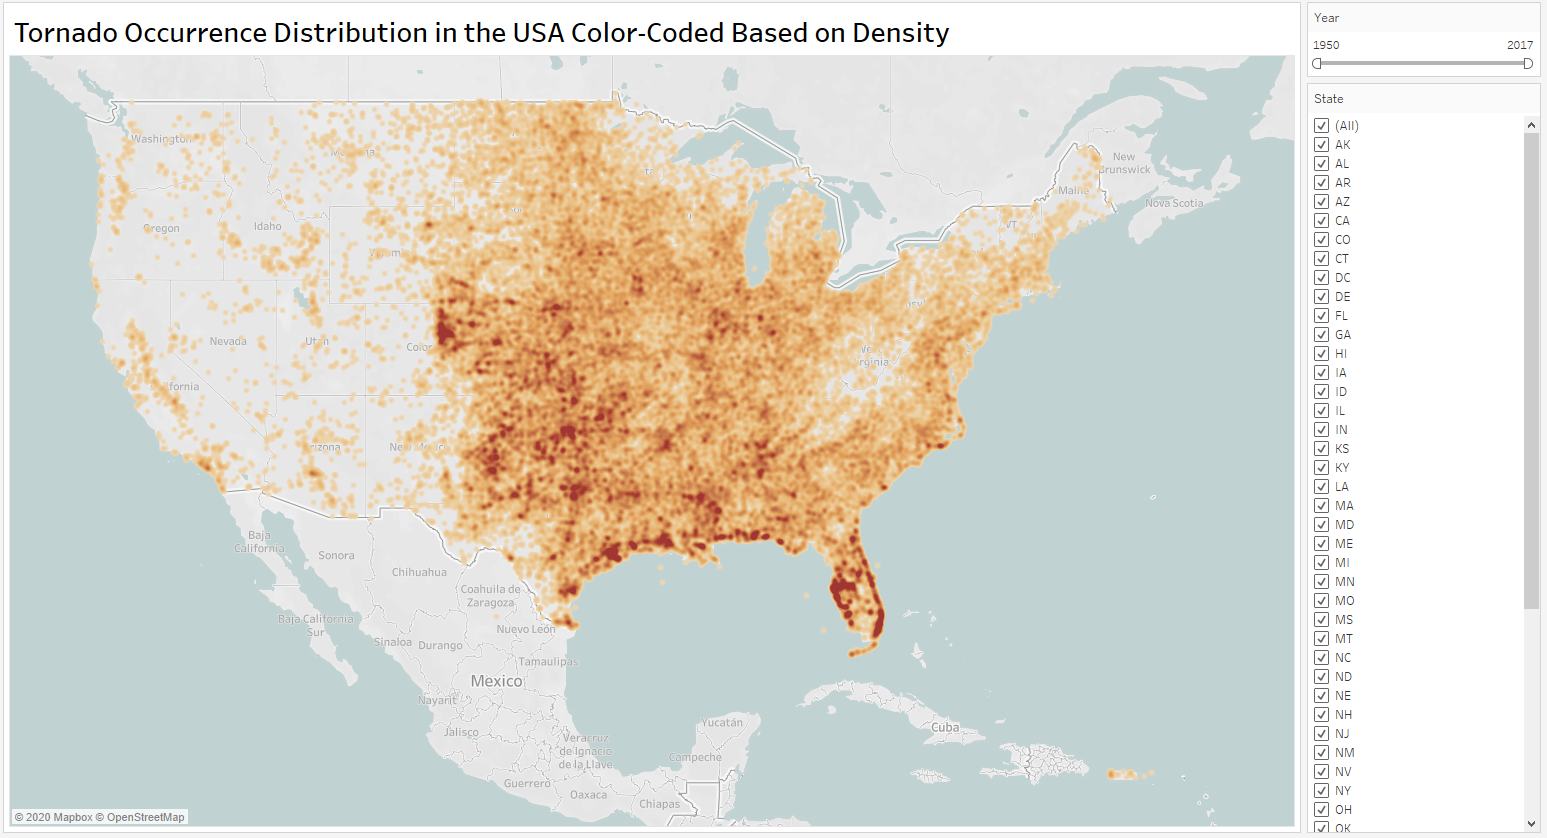 Tornado Occurrence Distribution in the USA Color-Coded Based on Density
Washington
Oregon
Idaho
Nevada
Utah
Maine
VT
New
Brunswick
Nova Scotia
Baja
California
Sonora
Chihuahua
Coahuila de
Zaragoza
Baja California
Sur
Nuevo León
Sinaloa
Durango
Tamaulipas
Mexico
Nayarit
Jalisco
Yucatán
Campeche
Veracruz
de Ignacio
de la Llave
Guerrero
Oaxaca
Chiapas
Cuba
© 2020 Mapbox © OpenStreetMap
Year
1950 2017
State
(All)
AK
AL
AR
AZ
CA
CO
CT
DC
DE
FL
GA
HI
IA
ID
IL
IN
KS
KY
LA
MA
MD
ME
MI
MN
MO
MS
MT
NC
ND
NE
NH
NJ
NM
NV
NY
OH
OK